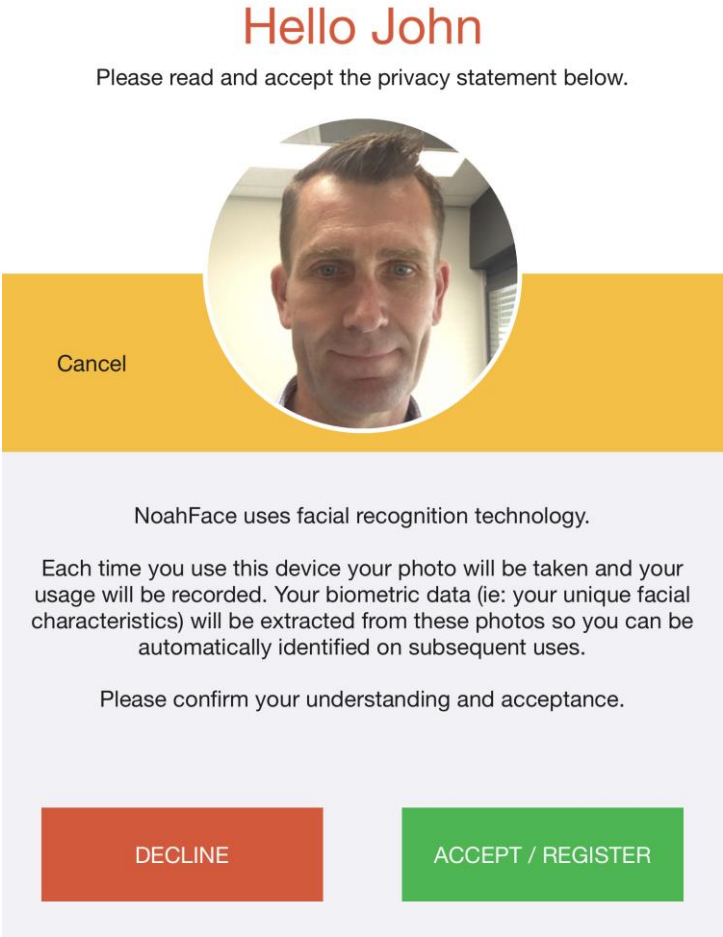 Hello John
Please read and accept the privacy statement below.
Cancel
NoahFace uses facial recognition technology.
Each time you use this device your photo will be taken and your
usage will be recorded. Your biometric data (ie: your unique facial
characteristics) will be extracted from these photos so you can be
automatically identified on subsequent uses.
Please confirm your understanding and acceptance.
DECLINE
ACCEPT / REGISTER